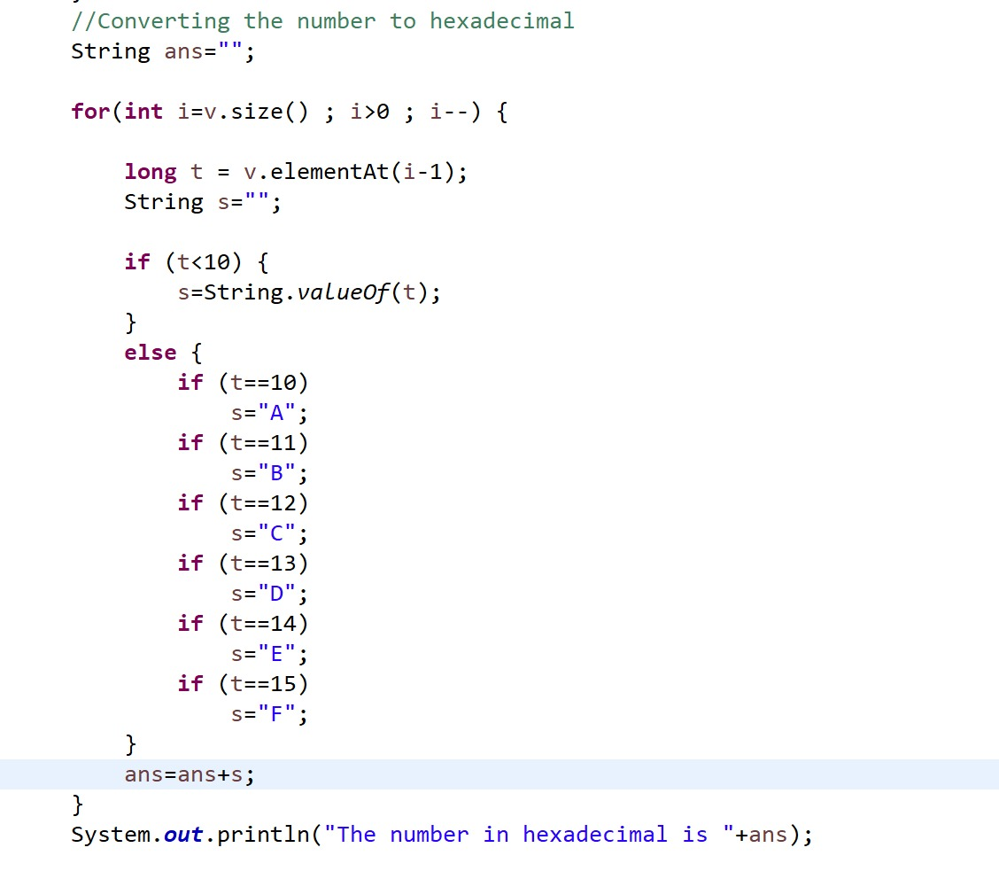 //Converting the number to hexadecimal
String ans="";
for(int i=v.size() ; i>0 ; i--) {
long t = v.elementAt(i-1);
String s="";
if (t<10) {
s=String.valueOf(t);
}
else {
if (t==10)
s="A";
if (t==11)
s="B";
if (t==12)
s="C";
if (t==13)
s="D";
if (t==14)
s="E";
if (t==15)
s="F";
}
ans=ans+s;
}
System.out.println("The number in hexadecimal is "+ans);